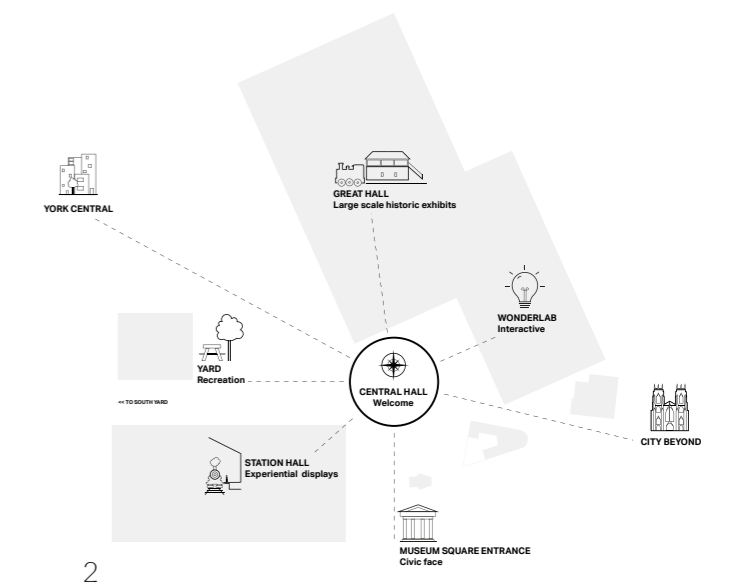 YORK CENTRAL
GREAT HALL
Large scale historic exhibits
WONDERLAB
Interactive
YARD
Recreation
<< TO SOUTH YARD
CENTRAL HALL
Welcome
CITY BEYOND
STATION HALL
Experiential displays
MUSEUM SQUARE ENTRANCE
Civic face
2